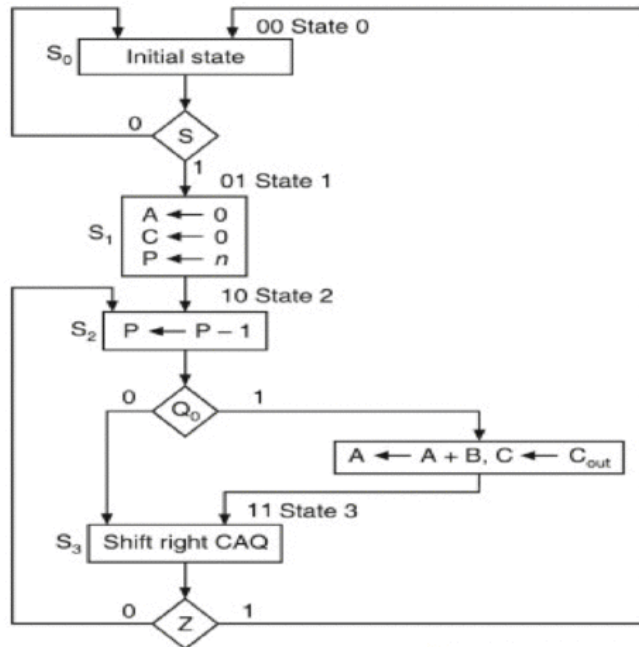 00 State 0
S₀
Initial state
0
S
1
01 State 1
S₁
A ← 0
C ← 0
P ← n
10 State 2
S₂
P ← P – 1
0
Q₀
1
A ← A + B, C ← Cout
11 State 3
S₃
Shift right CAQ
0
Z
1